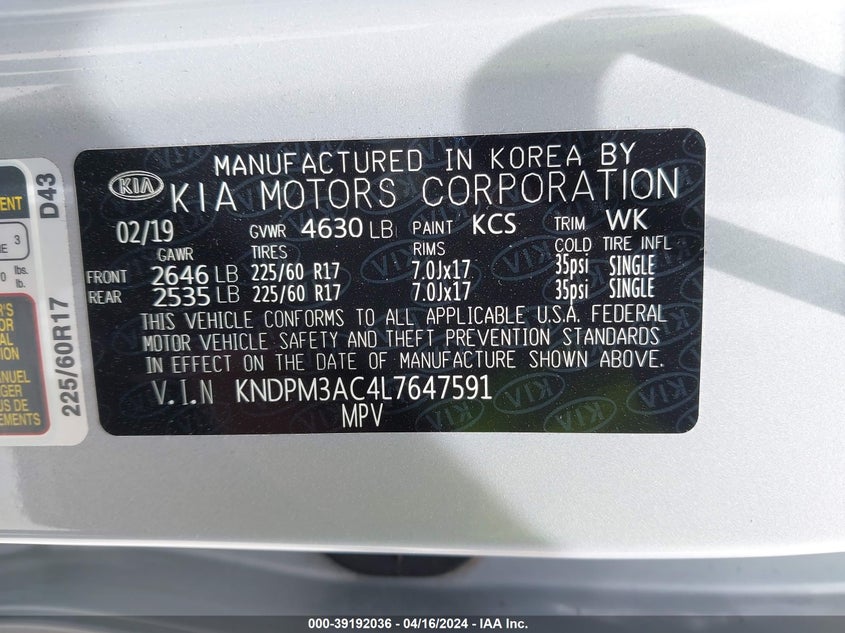 MANUFACTURED IN KOREA BY
KIA KIA MOTORS CORPORATION
02/19 GVWR 4630 LB PAINT KCS TRIM WK
GAWR TIRES RIMS COLD TIRE INFL
FRONT 2646 LB 225/60 R17 7.0Jx17 35psi SINGLE
REAR 2535 LB 225/60 R17 7.0Jx17 35psi SINGLE
THIS VEHICLE CONFORMS TO ALL APPLICABLE U.S.A. FEDERAL
MOTOR VEHICLE SAFETY AND THEFT PREVENTION STANDARDS
IN EFFECT ON THE DATE OF MANUFACTURE SHOWN ABOVE.
V.I.N KNDPM3AC4L7647591
MPV
D43
225/60R17
3
lbs.
lb.
000-39192036 - 04/16/2024 - IAA Inc.